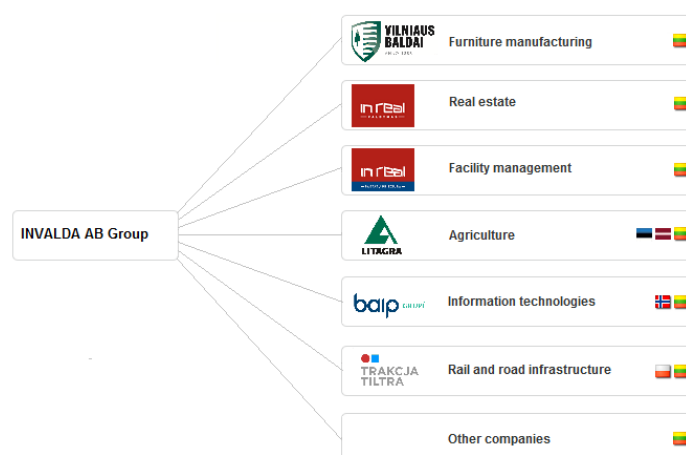 INVALDA AB Group
VILNIAUS
BALDAI
Furniture manufacturing
in real
Real estate
in real
Facility management
LITAGRA
Agriculture
baip GRUPĖ
Information technologies
TRAKCJA
TILTRA
Rail and road infrastructure
Other companies